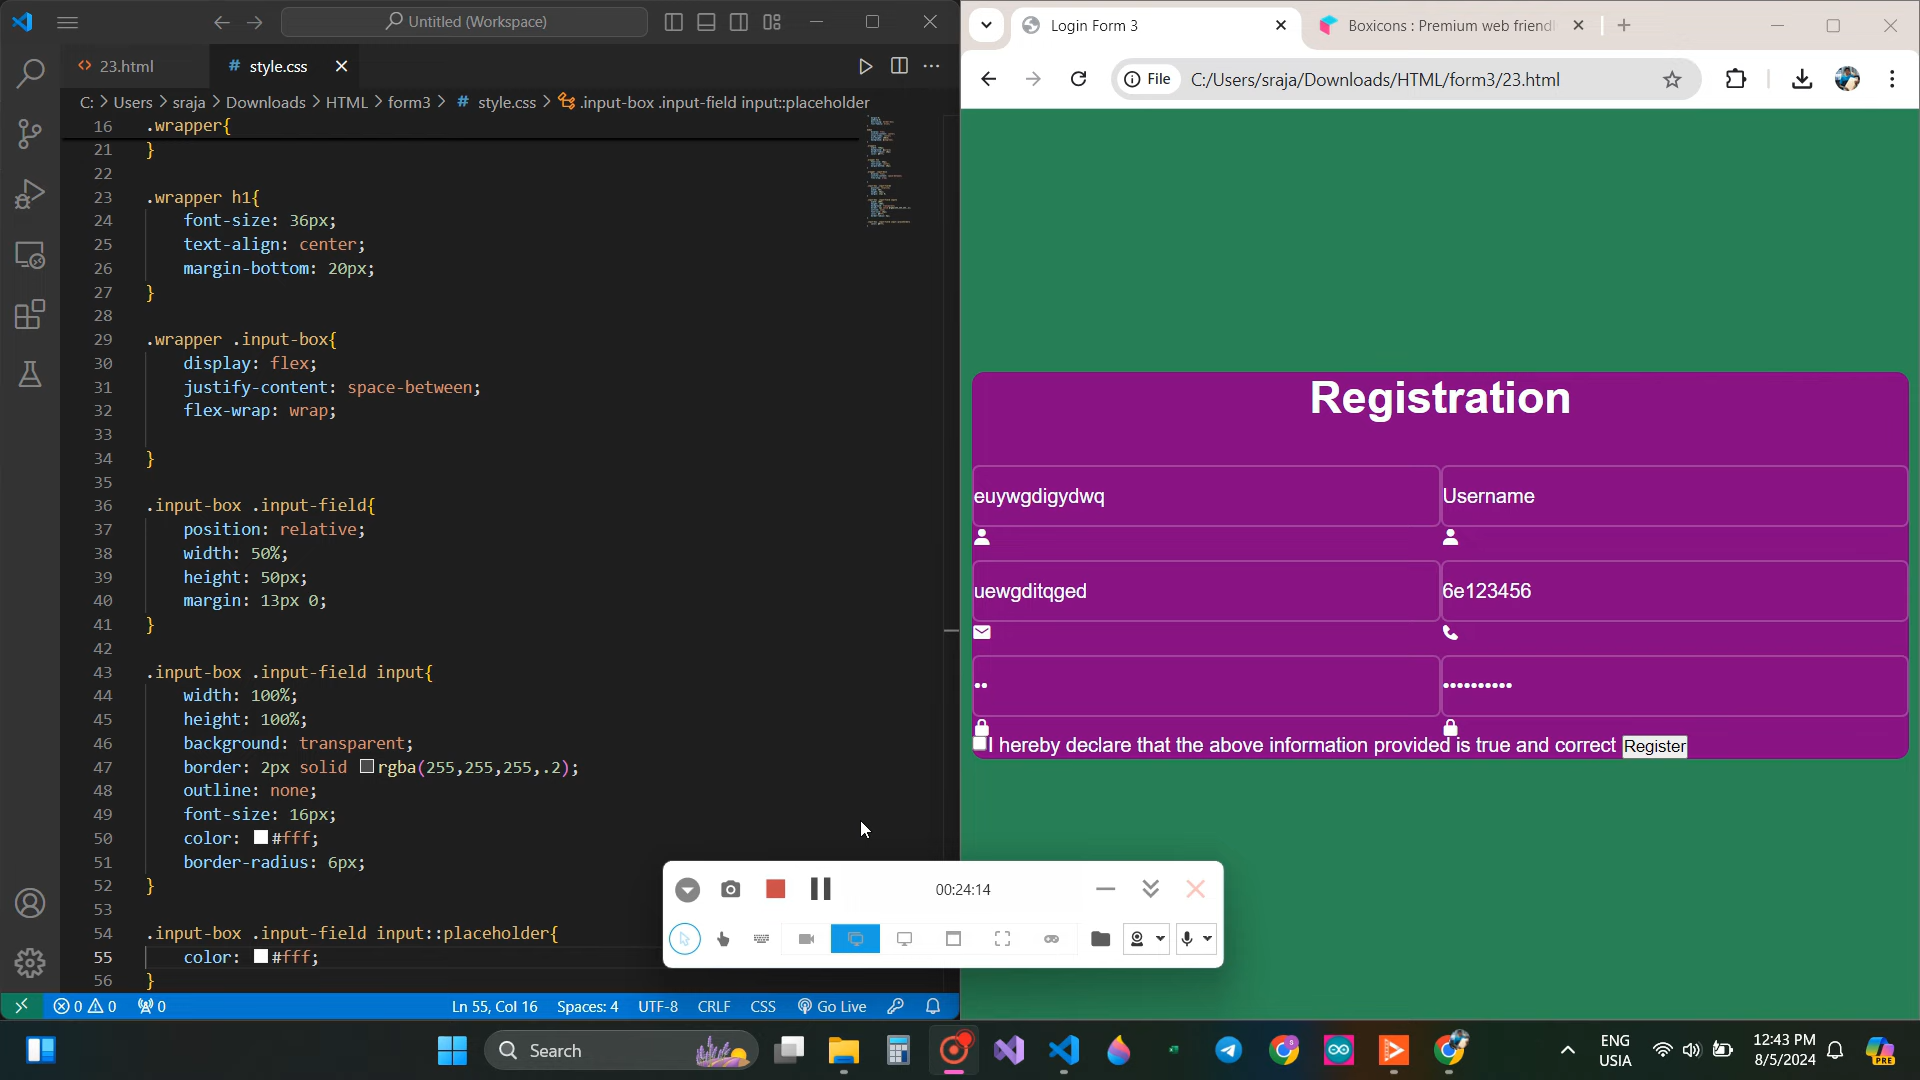 Untitled (Workspace)
23.html
# style.css
C: > Users > sraja > Downloads > HTML > form3 > # style.css > .input-box .input-field input::placeholder
16 .wrapper{
21 }
22
23 .wrapper h1{
24 font-size: 36px;
25 text-align: center;
26 margin-bottom: 20px;
27 }
28
29 .wrapper .input-box{
30 display: flex;
31 justify-content: space-between;
32 flex-wrap: wrap;
33
34 }
35
36 .input-box .input-field{
37 position: relative;
38 width: 50%;
39 height: 50px;
40 margin: 13px 0;
41 }
42
43 .input-box .input-field input{
44 width: 100%;
45 height: 100%;
46 background: transparent;
47 border: 2px solid rgba(255,255,255,.2);
48 outline: none;
49 font-size: 16px;
50 color: #fff;
51 border-radius: 6px;
52 }
53
54 .input-box .input-field input::placeholder{
55 color: #fff;
56 }
0 0 0
Ln 55, Col 16 Spaces: 4 UTF-8 CRLF CSS Go Live
Login Form 3
Boxicons : Premium web friendl
File C:/Users/sraja/Downloads/HTML/form3/23.html
Registration
euywgdigydwq Username
uewgditqged 6e123456
•• ••••••••••
I hereby declare that the above information provided is true and correct Register
00:24:14
Search
ENG
USIA
12:43 PM
8/5/2024
PRE